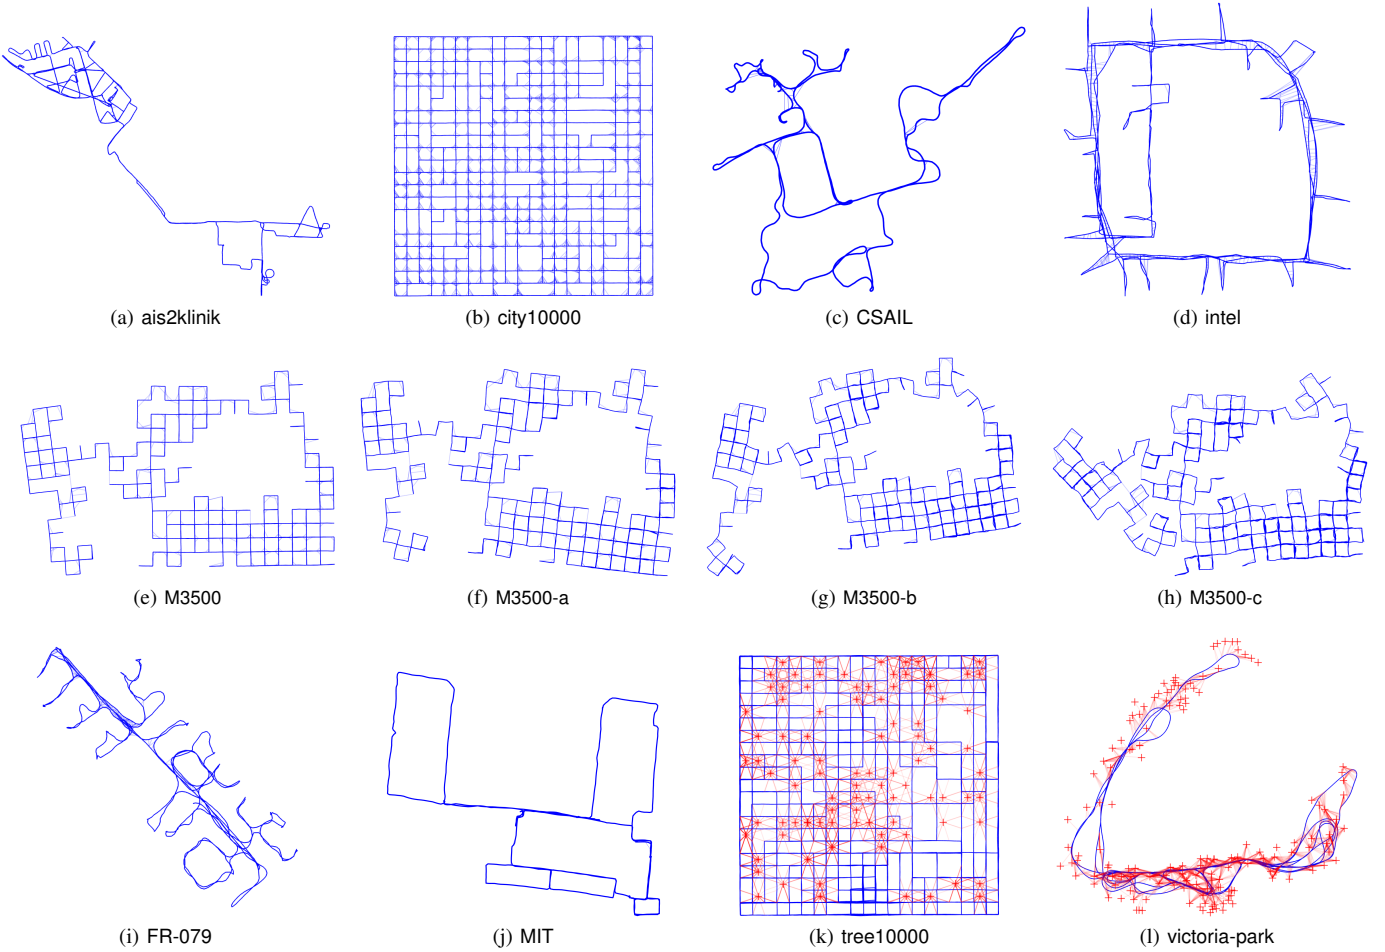 (a) ais2klinik
(b) city10000
(c) CSAIL
(d) intel
(e) M3500
(f) M3500-a
(g) M3500-b
(h) M3500-c
(i) FR-079
(j) MIT
(k) tree10000
(l) victoria-park